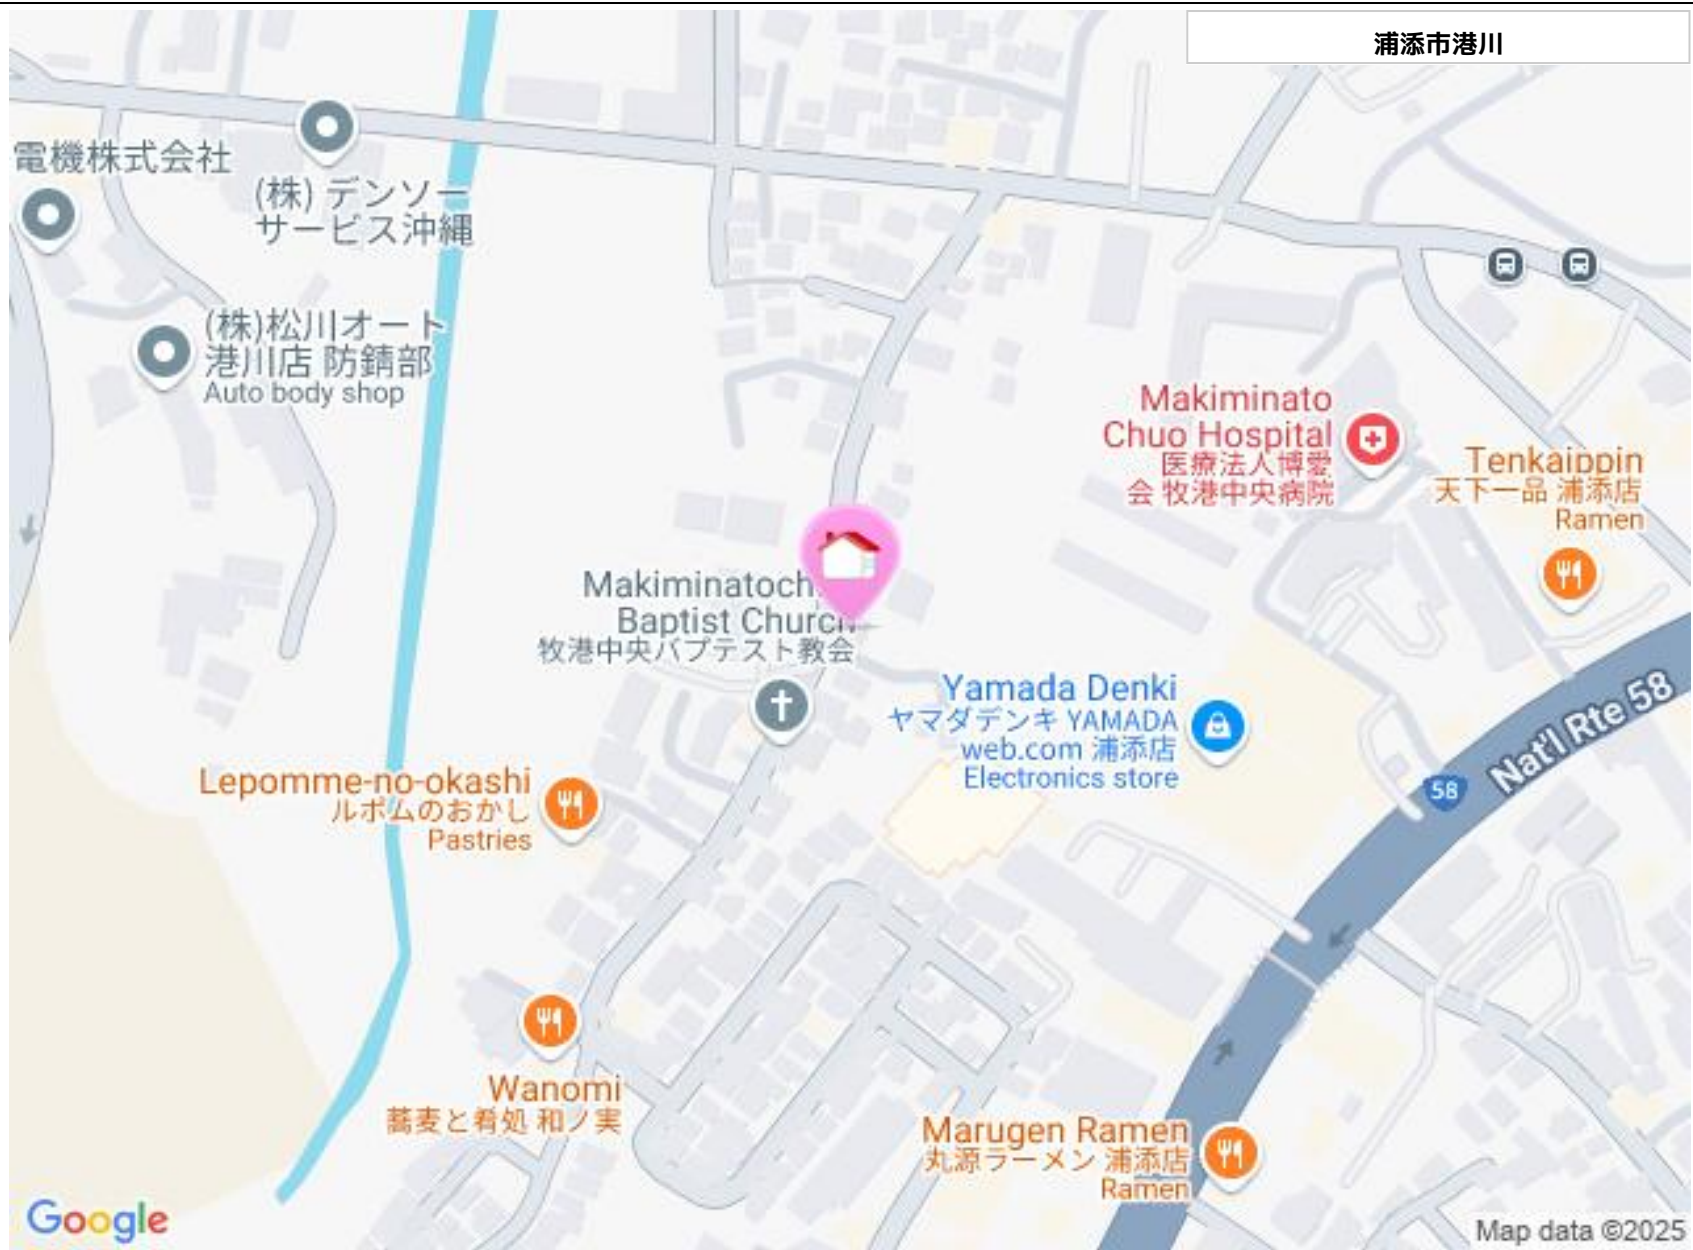 浦添市港川
電機株式会社
(株) デンソー
サービス沖縄
(株)松川オート
港川店 防錆部
Auto body shop
Makiminato
Chuo Hospital
医療法人博愛
会 牧港中央病院
Tenkaippin
天下一品 浦添店
Ramen
Makiminatoch
Baptist Church
牧港中央バプテスト教会
Yamada Denki
ヤマダデンキ YAMADA
web.com 浦添店
Electronics store
Nat'l Rte 58
58
Lepomme-no-okashi
ルポムのおかし
Pastries
Wanomi
蕎麦と肴処 和ノ実
Marugen Ramen
丸源ラーメン 浦添店
Ramen
Google
Map data ©2025